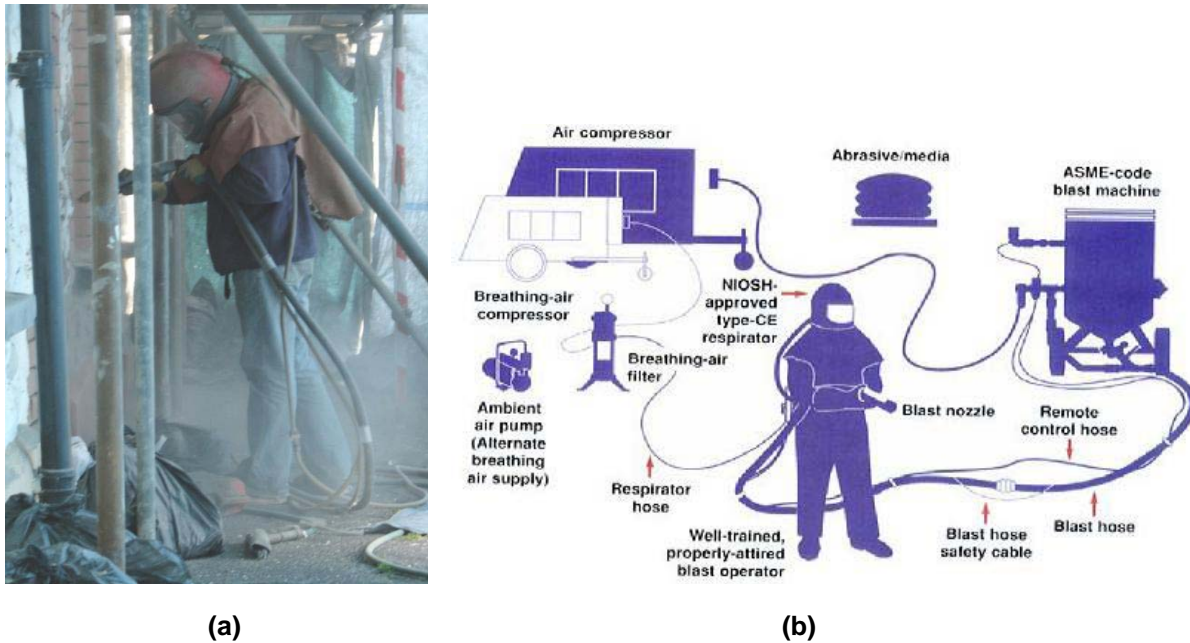 Air compressor
Abrasive/media
ASME-code
blast machine
NIOSH-
approved
type-CE
respirator
Breathing-air
compressor
Breathing-air
filter
Ambient
air pump
(Alternate
breathing
air supply)
Blast nozzle
Remote
control hose
Respirator
hose
Well-trained,
properly-attired
blast operator
Blast hose
safety cable
Blast hose
(a)
(b)